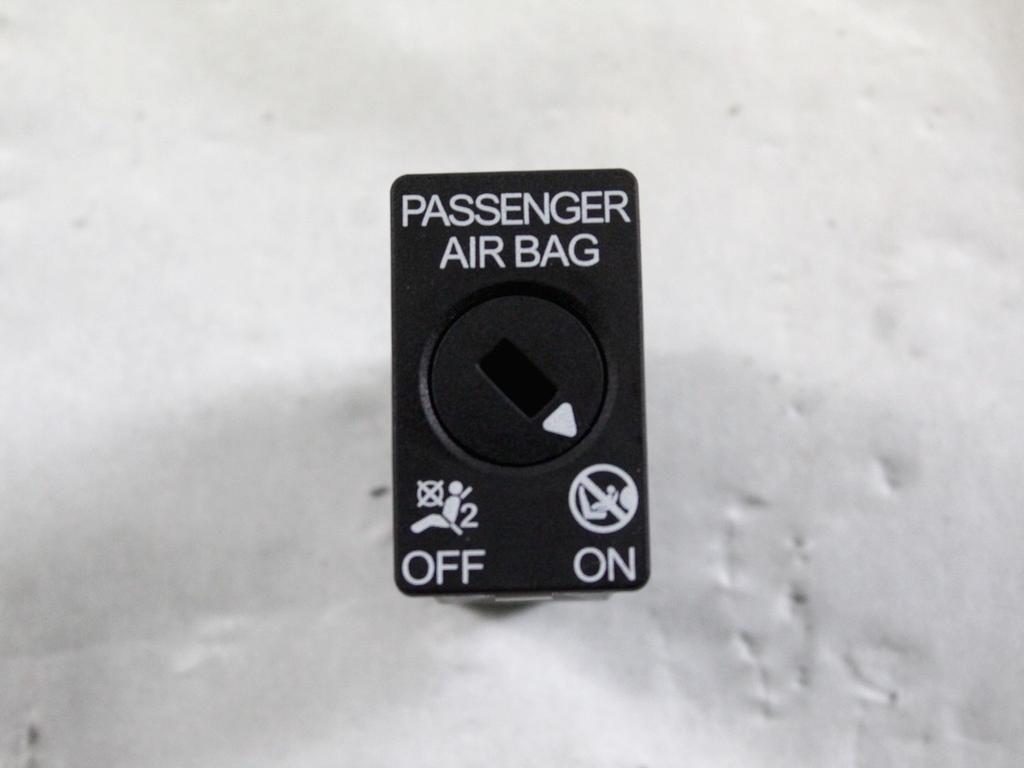 PASSENGER
AIR BAG
2
OFF ON